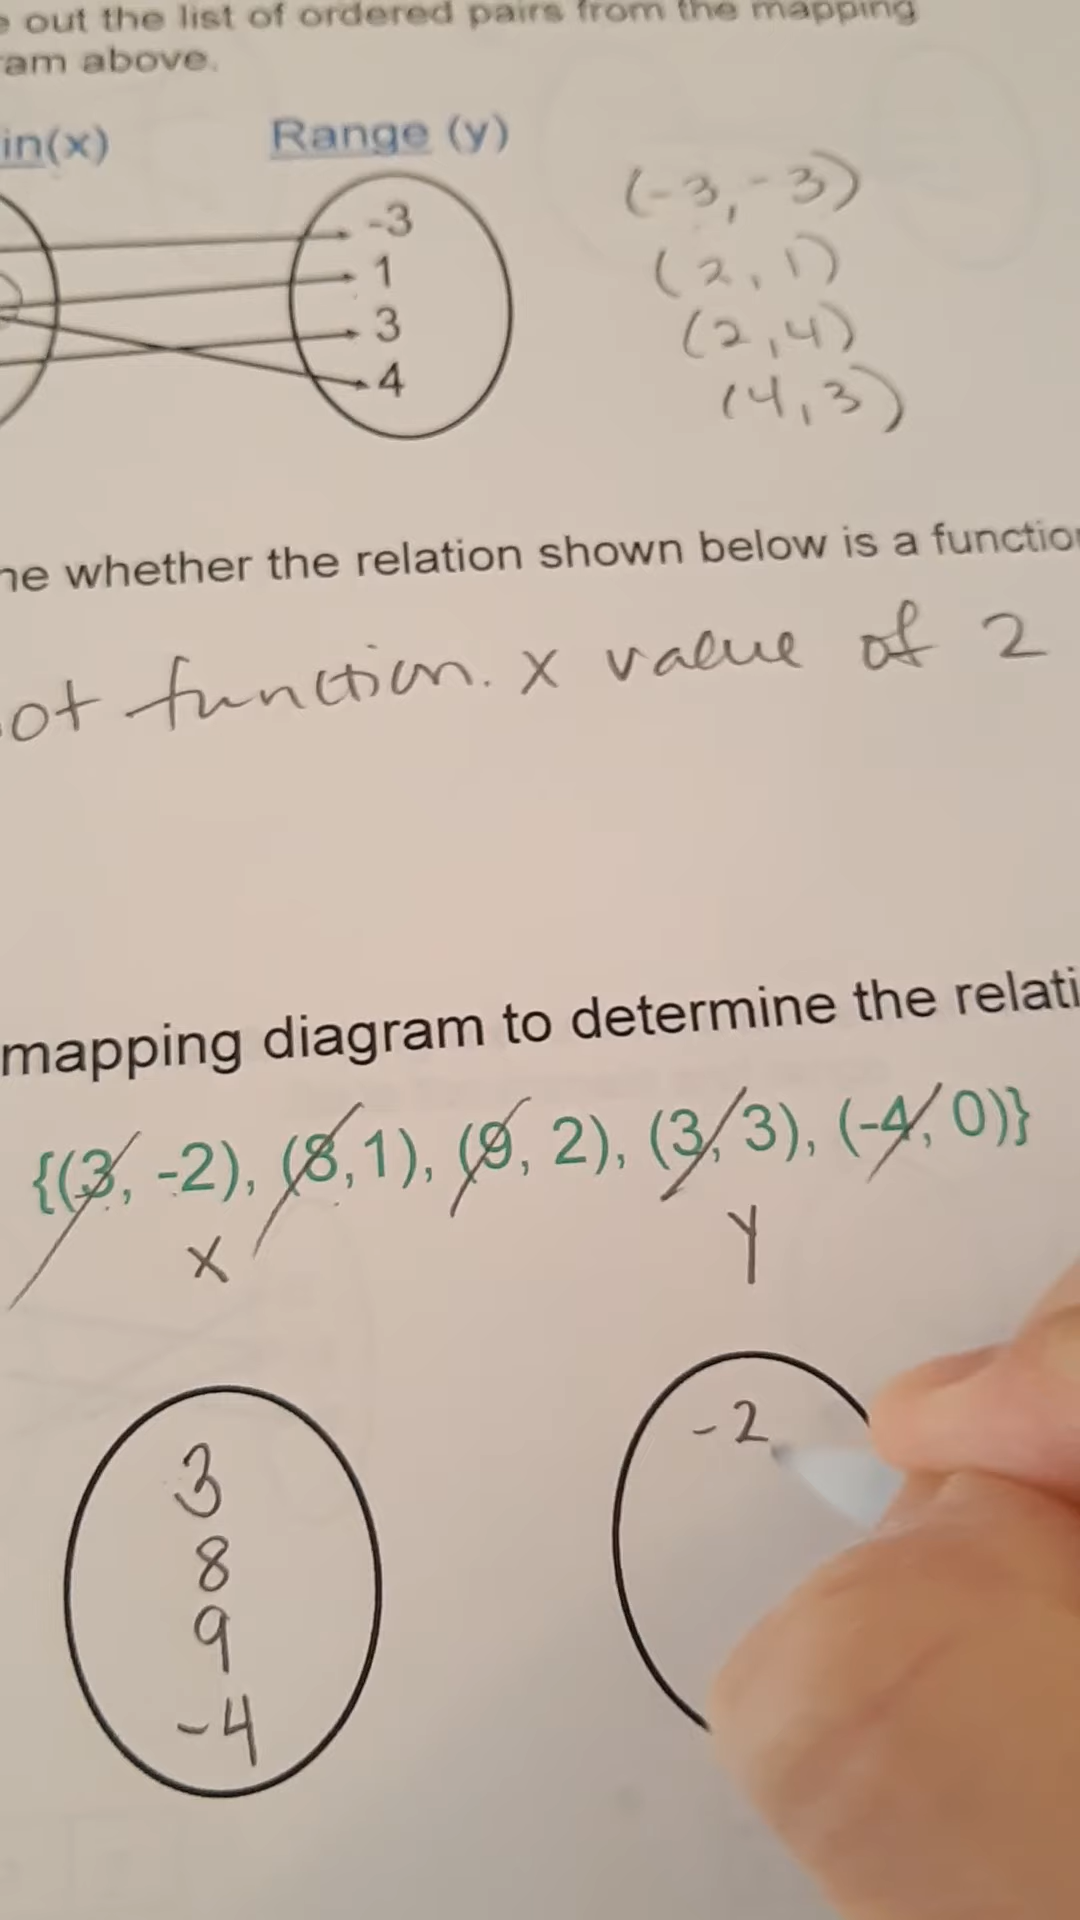 out the list of ordered pairs from the mapping
am above.
in(x) Range (y)
-3
1
3
4
(-3, -3)
(2, 1)
(2, 4)
(4, 3)
ne whether the relation shown below is a functio
ot function. x value of 2
mapping diagram to determine the relati
{(3, -2), (8, 1), (9, 2), (3, 3), (-4, 0)}
X Y
3
8
9
-4
-2